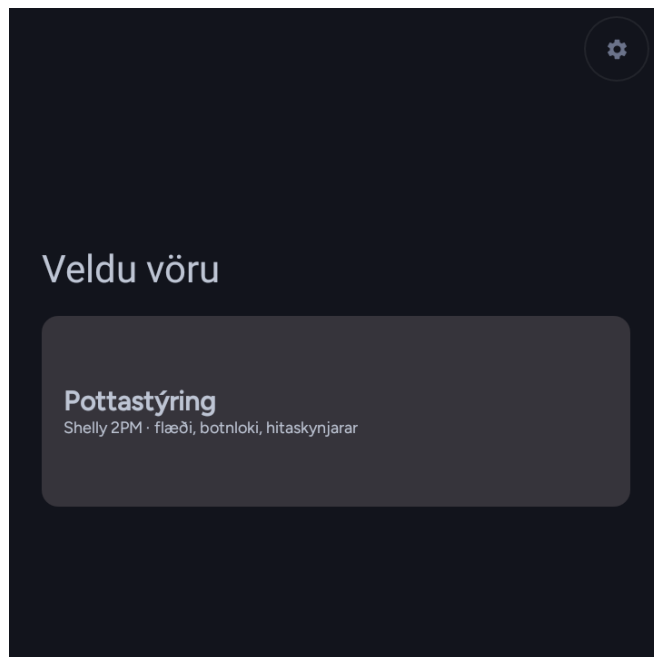 Veldu vöru
Pottastýring
Shelly 2PM · flæði, botnloki, hitaskynjarar